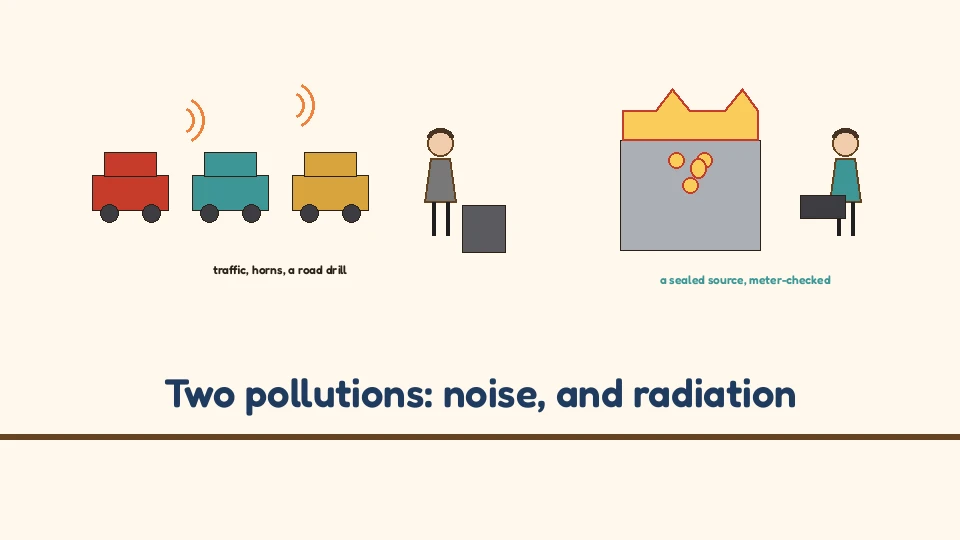 traffic, horns, a road drill
a sealed source, meter-checked
Two pollutions: noise, and radiation